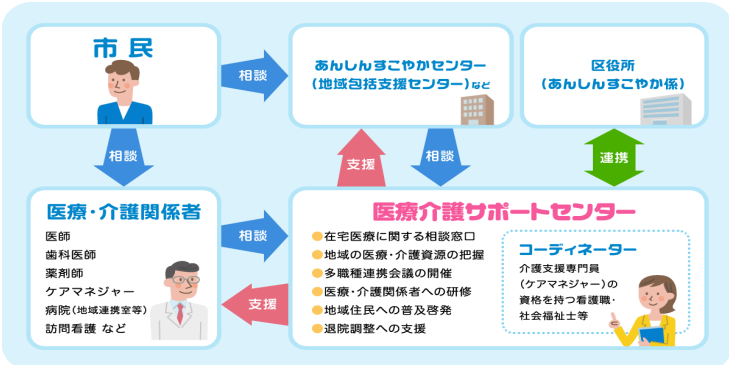 市民
相談
あんしんすこやかセンター
（地域包括支援センター）など
区役所
（あんしんすこやか係）
相談
支援
相談
連携
医療・介護関係者
医師
歯科医師
薬剤師
ケアマネジャー
病院（地域連携室等）
訪問看護 など
相談
支援
医療介護サポートセンター
●在宅医療に関する相談窓口
●地域の医療・介護資源の把握
●多職種連携会議の開催
●医療・介護関係者への研修
●地域住民への普及啓発
●退院調整への支援
コーディネーター
介護支援専門員
（ケアマネジャー）の
資格を持つ看護職・
社会福祉士等